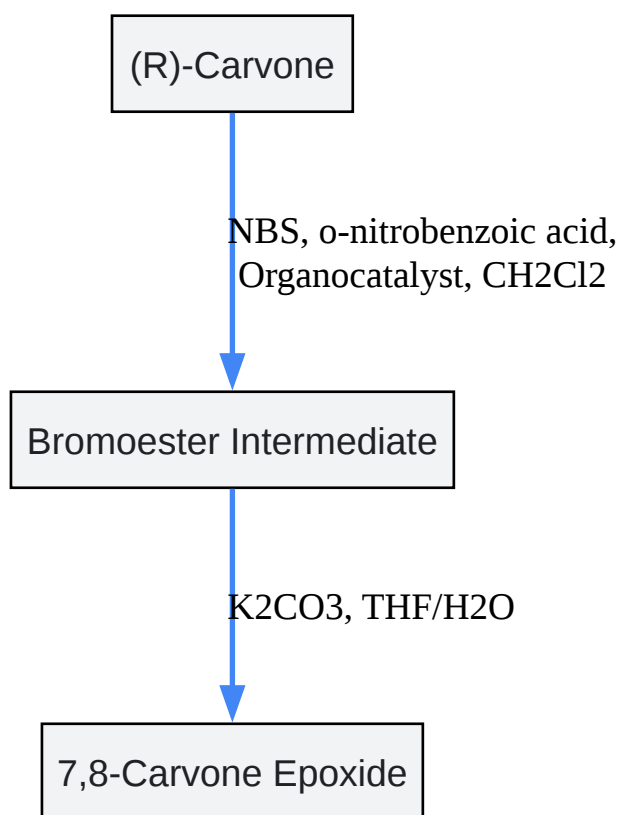 (R)-Carvone
NBS, o-nitrobenzoic acid,
Organocatalyst, CH2Cl2
Bromoester Intermediate
K2CO3, THF/H2O
7,8-Carvone Epoxide